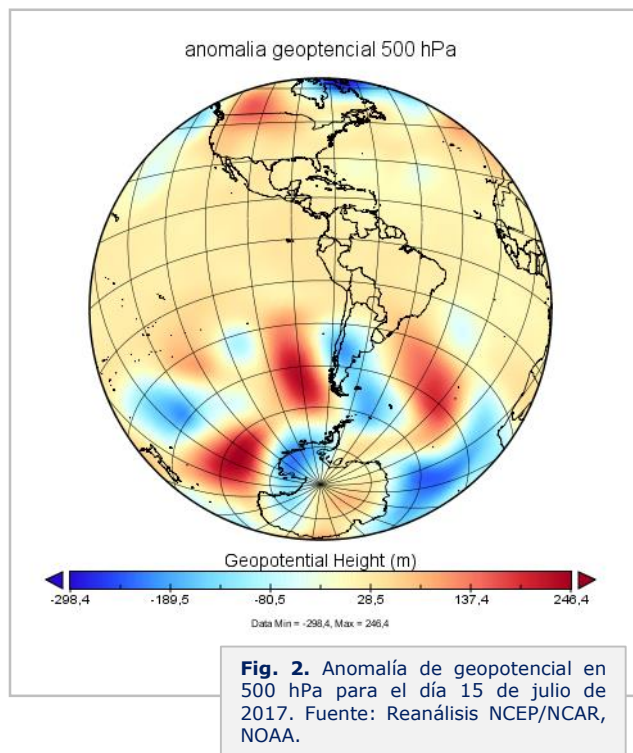 anomalia geoptencial 500 hPa
Geopotential Height (m)
-298,4 -189,5 -80,5 28,5 137,4 246,4
Data Min = -298,4, Max = 246,4
Fig. 2. Anomalía de geopotencial en
500 hPa para el día 15 de julio de
2017. Fuente: Reanálisis NCEP/NCAR,
NOAA.